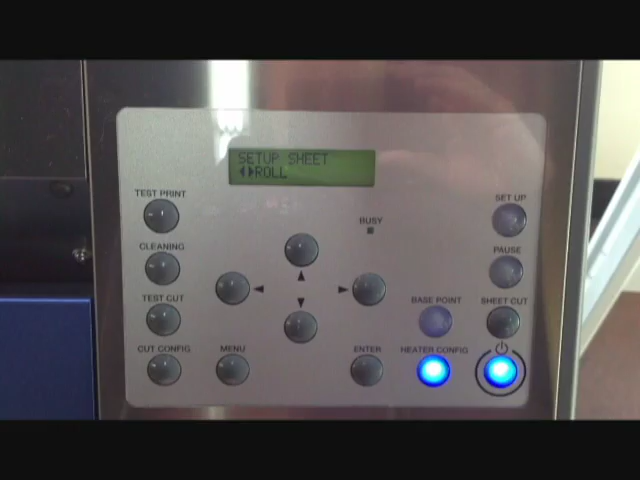 SETUP SHEET
◄►ROLL
TEST PRINT
SET UP
BUSY
CLEANING
PAUSE
TEST CUT
BASE POINT
SHEET CUT
CUT CONFIG
MENU
ENTER
HEATER CONFIG